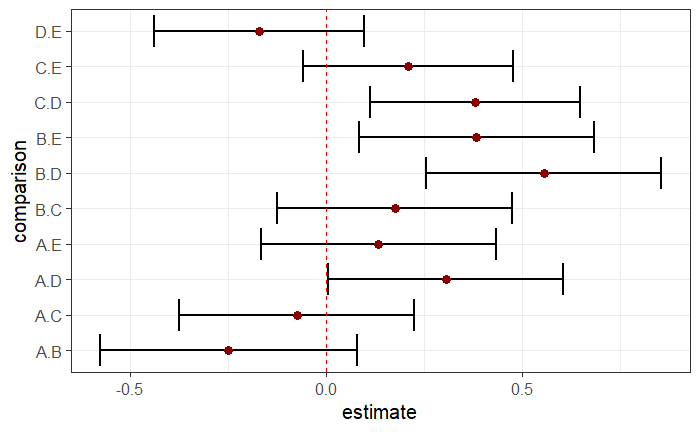 D.E
C.E
C.D
B.E
B.D
B.C
A.E
A.D
A.C
A.B
comparison
-0.5 0.0 0.5
estimate